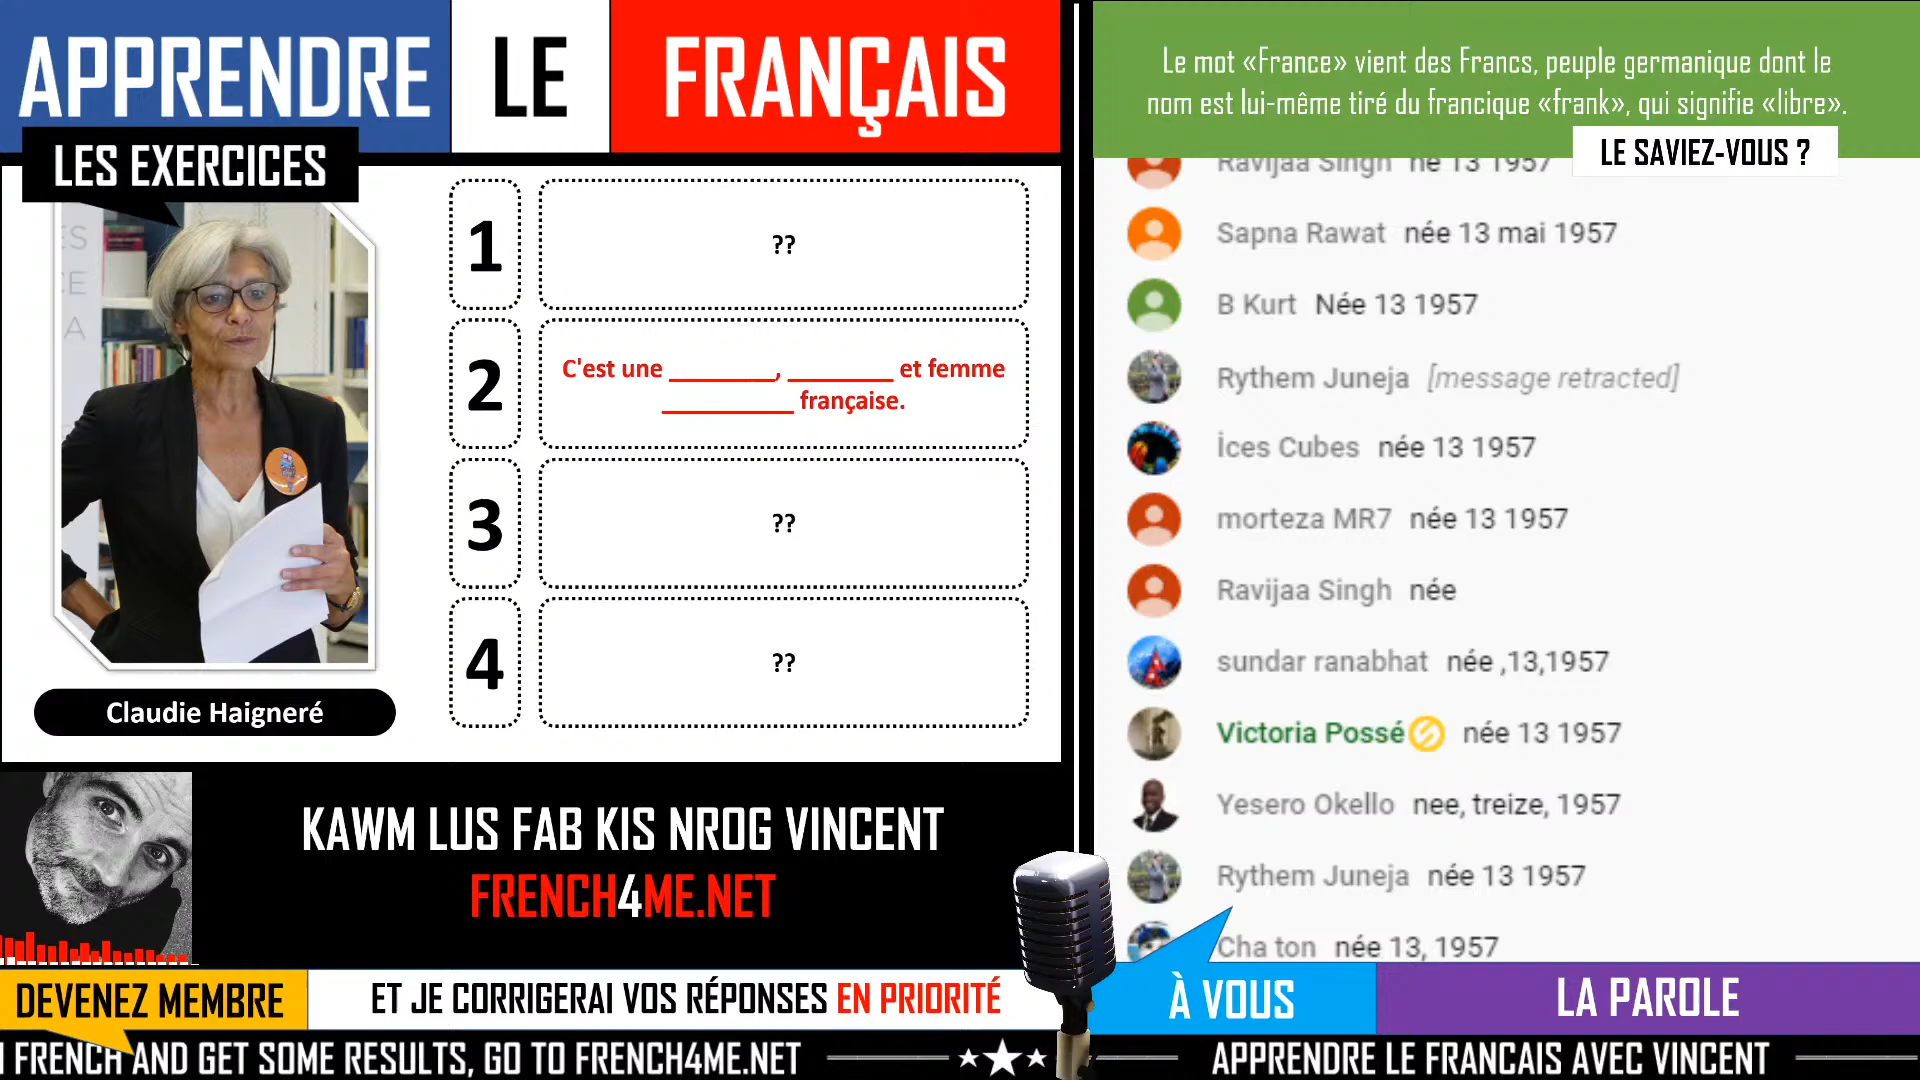 APPRENDRE LE FRANÇAIS
LES EXERCICES
1
??
2
C'est une ________, ________ et femme
__________ française.
3
??
4
??
Claudie Haigneré
KAWM LUS FAB KIS NROG VINCENT
FRENCH4ME.NET
DEVENEZ MEMBRE
ET JE CORRIGERAI VOS RÉPONSES EN PRIORITÉ
FRENCH AND GET SOME RESULTS, GO TO FRENCH4ME.NET
APPRENDRE LE FRANCAIS AVEC VINCENT
Le mot «France» vient des Francs, peuple germanique dont le
nom est lui-même tiré du francique «frank», qui signifie «libre».
LE SAVIEZ-VOUS ?
Ravijaa Singh né 13 1957
Sapna Rawat née 13 mai 1957
B Kurt Née 13 1957
Rythem Juneja [message retracted]
İces Cubes née 13 1957
morteza MR7 née 13 1957
Ravijaa Singh née
sundar ranabhat née ,13,1957
Victoria Possé née 13 1957
Yesero Okello nee, treize, 1957
Rythem Juneja née 13 1957
Cha ton née 13, 1957
À VOUS
LA PAROLE